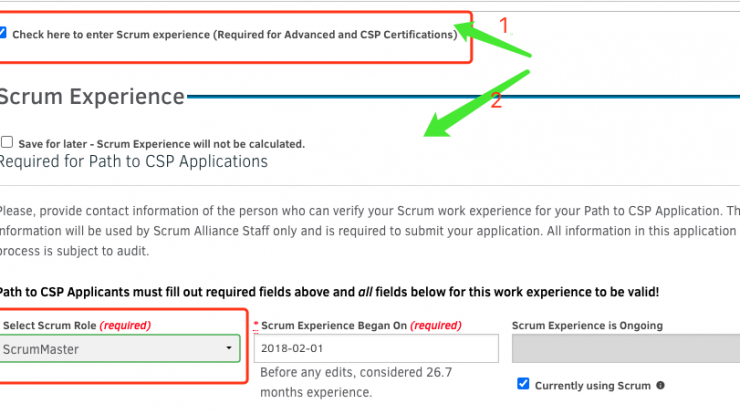 Check here to enter Scrum experience (Required for Advanced and CSP Certifications)
1
Scrum Experience
2
Save for later - Scrum Experience will not be calculated.
Required for Path to CSP Applications
Please, provide contact information of the person who can verify your Scrum work experience for your Path to CSP Application.
information will be used by Scrum Alliance Staff only and is required to submit your application. All information in this application
process is subject to audit.
Path to CSP Applicants must fill out required fields above and all fields below for this work experience to be valid!
Select Scrum Role (required)
ScrumMaster
* Scrum Experience Began On (required)
2018-02-01
Before any edits, considered 26.7
months experience.
Scrum Experience is Ongoing
Currently using Scrum